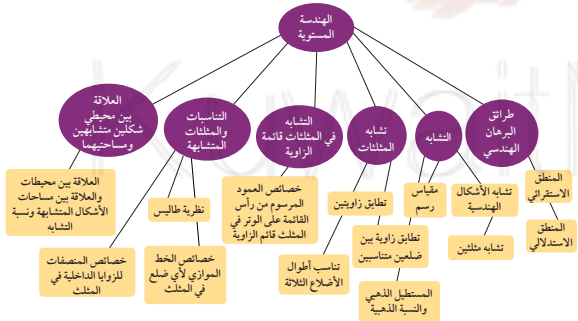 الهندسة
المستوية
طرائق
البرهان
الهندسي
التشابه
تشابه
المثلثات
التشابه
في المثلثات قائمة
الزاوية
التناسبات
والمثلثات
المتشابهة
العلاقة
بين محيطي
شكلين متشابهين
ومساحتيهما
المنطق
الاستقرائي
المنطق
الاستدلالي
تشابه الأشكال
الهندسية
تشابه مثلثين
مقياس
رسم
المستطيل الذهبي
والنسبة الذهبية
تطابق زاويتين
تطابق زاوية بين
ضلعين متناسبين
تناسب أطوال
الأضلاع الثلاثة
خصائص العمود
المرسوم من رأس
القائمة على الوتر في
المثلث قائم الزاوية
نظرية طاليس
خصائص الخط
الموازي لأي ضلع
في المثلث
خصائص المنصفات
للزوايا الداخلية في
المثلث
العلاقة بين محيطات
والعلاقة بين مساحات
الأشكال المتشابهة ونسبة
التشابه